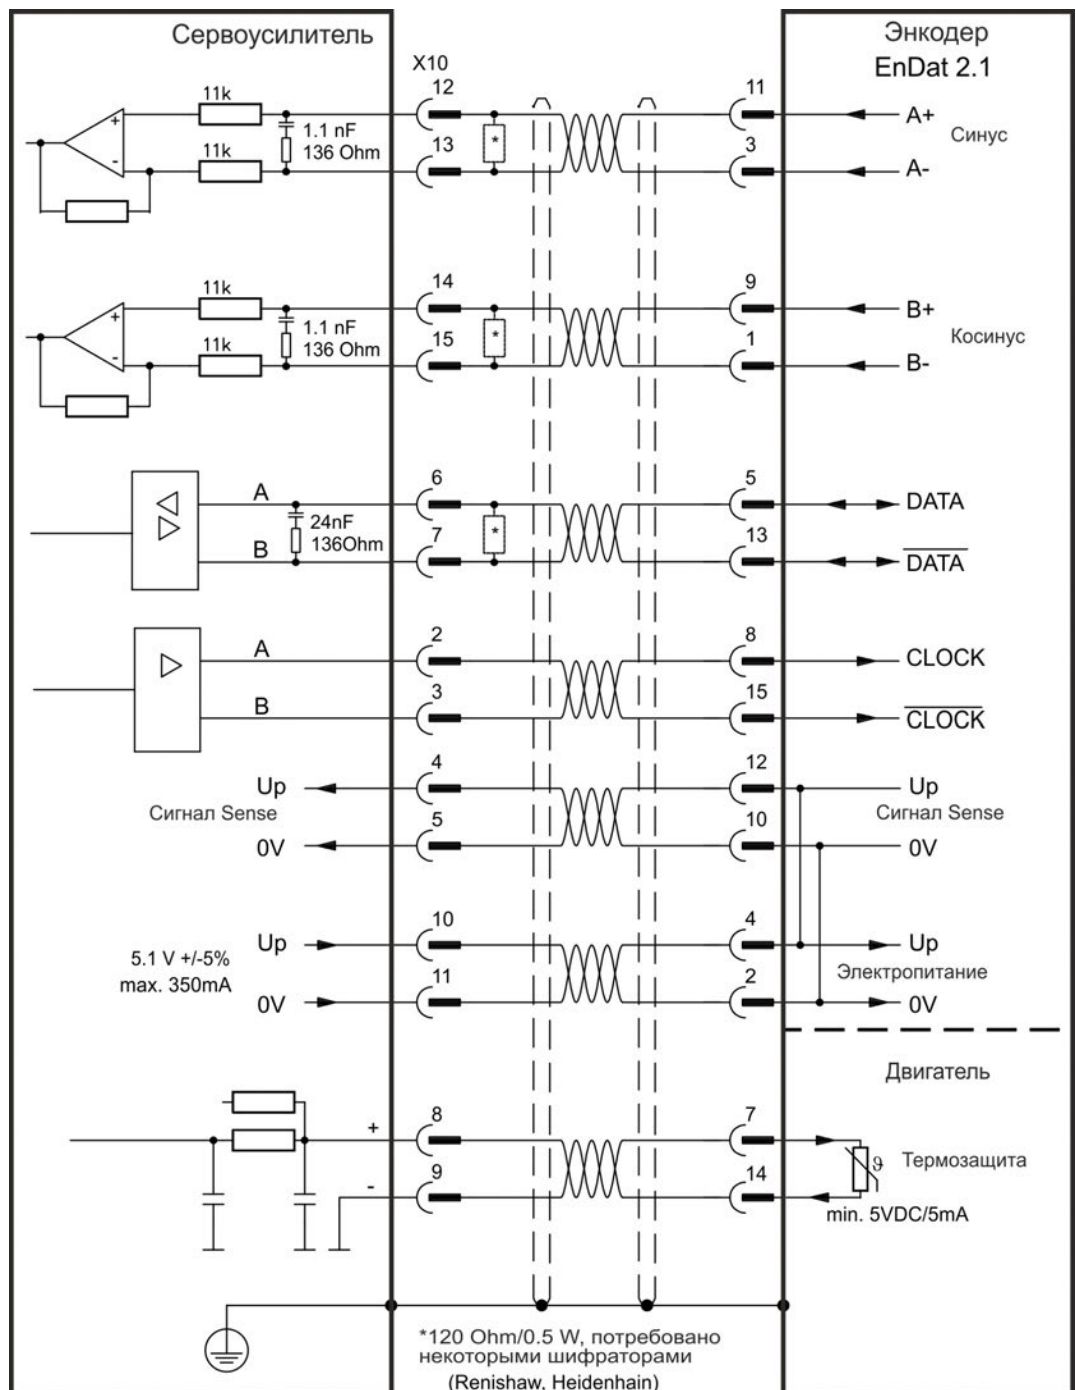 Сервоусилитель
Энкодер
EnDat 2.1
X10
11k
12
11
A+
+
1.1 nF
136 Ohm
*
Синус
-
11k
13
3
A-
11k
14
9
B+
+
1.1 nF
136 Ohm
*
Косинус
-
11k
15
1
B-
A
6
5
DATA
24nF
136Ohm
*
B
7
13
DATA
A
2
8
CLOCK
B
3
15
CLOCK
Up
4
12
Up
Сигнал Sense
Сигнал Sense
0V
5
10
0V
Up
10
4
Up
5.1 V +/-5%
max. 350mA
Электропитание
0V
11
2
0V
Двигатель
+
8
7
ϑ
Термозащита
-
9
14
min. 5VDC/5mA
*120 Ohm/0.5 W, потребовано
некоторыми шифраторами
(Renishaw, Heidenhain)